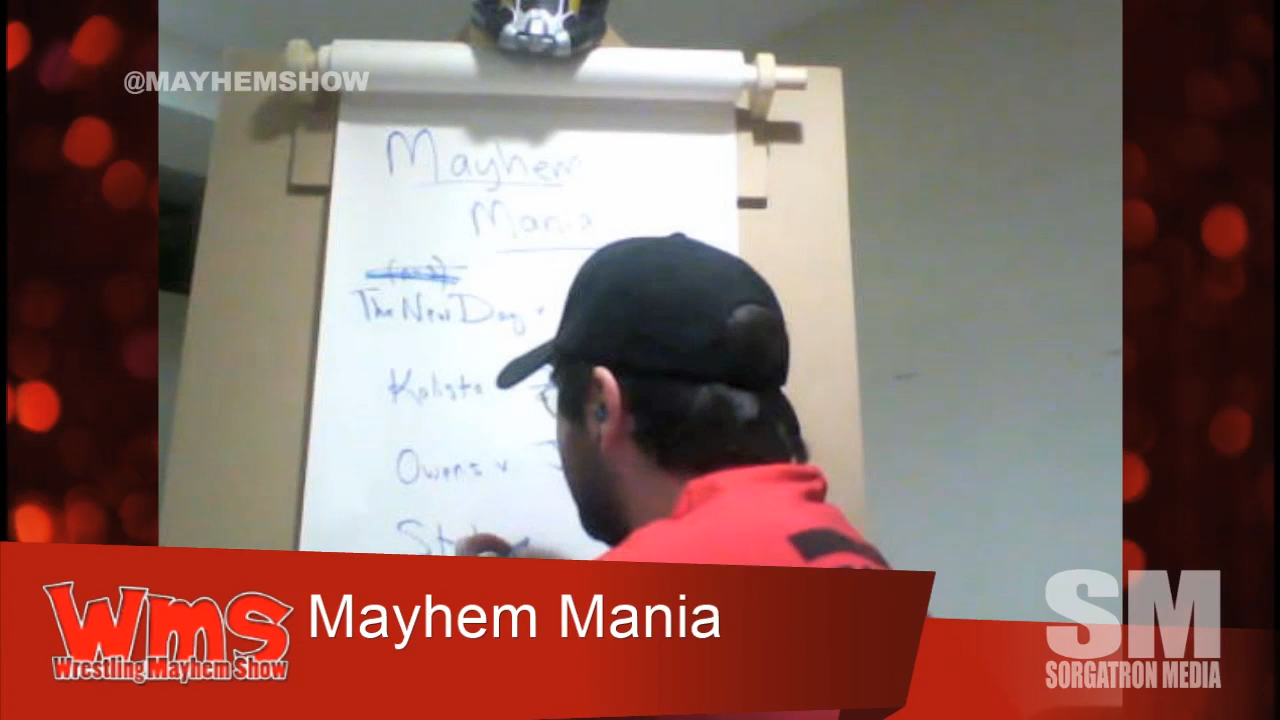 @MAYHEMSHOW
Mayhem
Mania
The New Day v
Kalisto
Owens v
WMS
Wrestling Mayhem Show
Mayhem Mania
SM
SORGATRON MEDIA